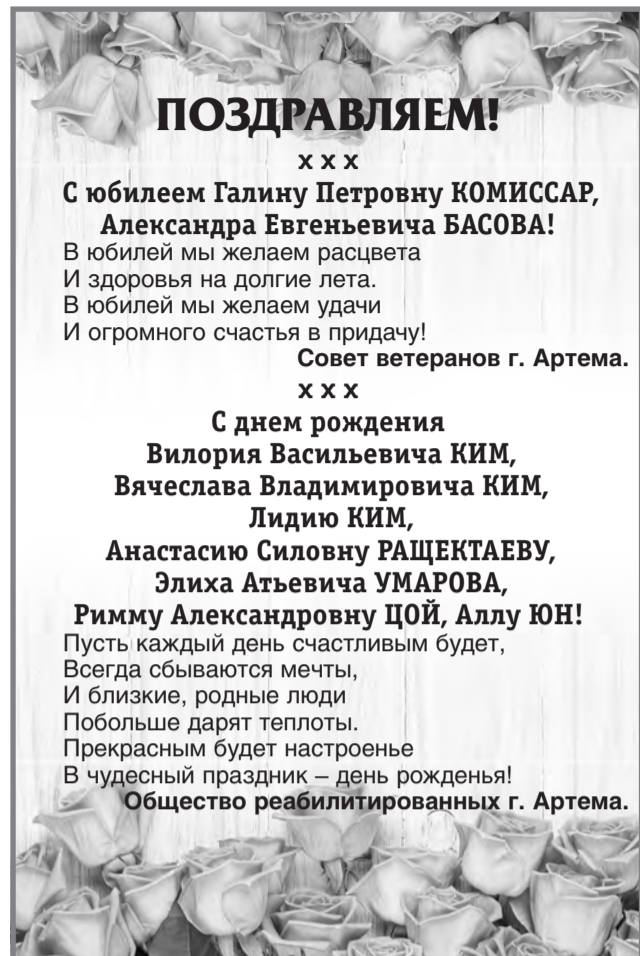 ПОЗДРАВЛЯЕМ!
х х х
С юбилеем Галину Петровну КОМИССАР,
Александра Евгеньевича БАСОВА!
В юбилей мы желаем расцвета
И здоровья на долгие лета.
В юбилей мы желаем удачи
И огромного счастья в придачу!
Совет ветеранов г. Артема.
х х х
С днем рождения
Вилория Васильевича КИМ,
Вячеслава Владимировича КИМ,
Лидию КИМ,
Анастасию Силовну РАЩЕКТАЕВУ,
Элиха Атьевича УМАРОВА,
Римму Александровну ЦОЙ, Аллу ЮН!
Пусть каждый день счастливым будет,
Всегда сбываются мечты,
И близкие, родные люди
Побольше дарят теплоты.
Прекрасным будет настроенье
В чудесный праздник – день рожденья!
Общество реабилитированных г. Артема.